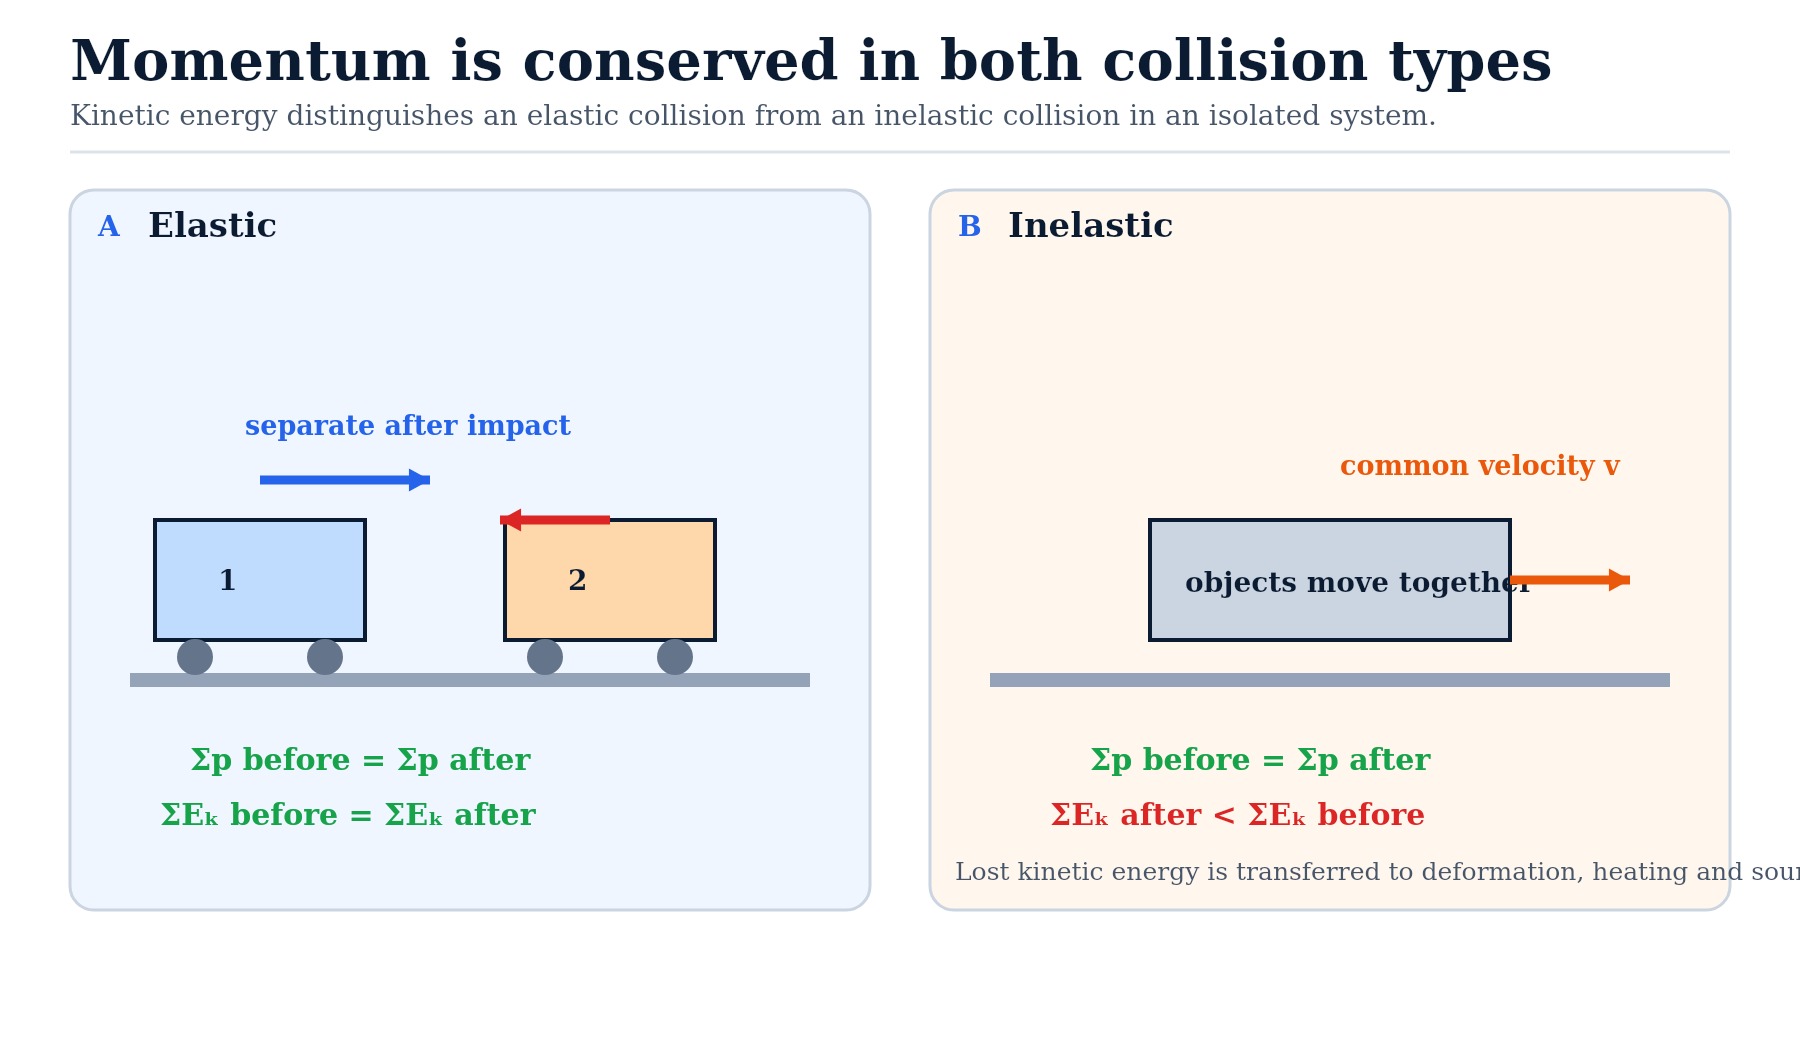 Momentum is conserved in both collision types
Kinetic energy distinguishes an elastic collision from an inelastic collision in an isolated system.
A Elastic
separate after impact
1
2
Σp before = Σp after
ΣEₖ before = ΣEₖ after
B Inelastic
common velocity v
objects move together
Σp before = Σp after
ΣEₖ after < ΣEₖ before
Lost kinetic energy is transferred to deformation, heating and